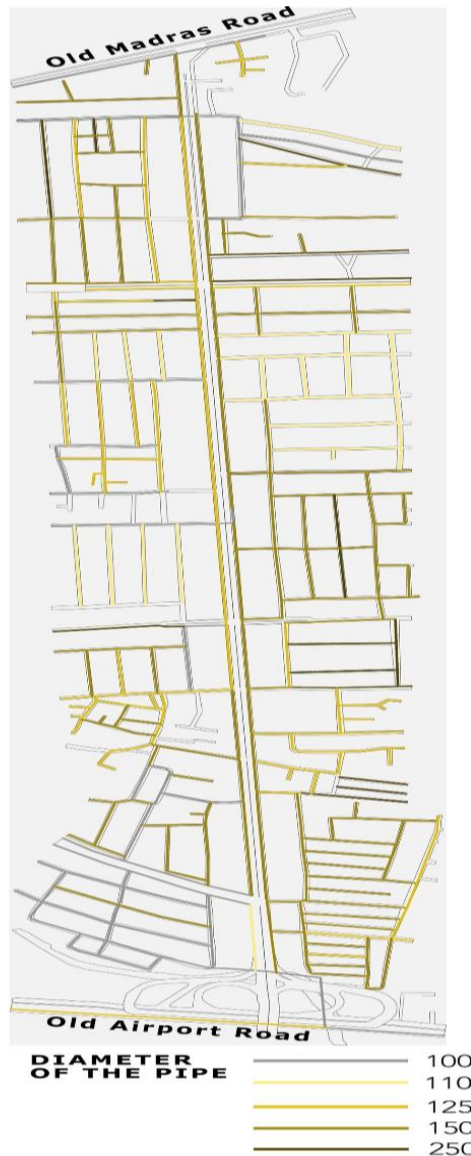 Old Madras Road
Old Airport Road
DIAMETER
OF THE PIPE
100
110
125
150
250